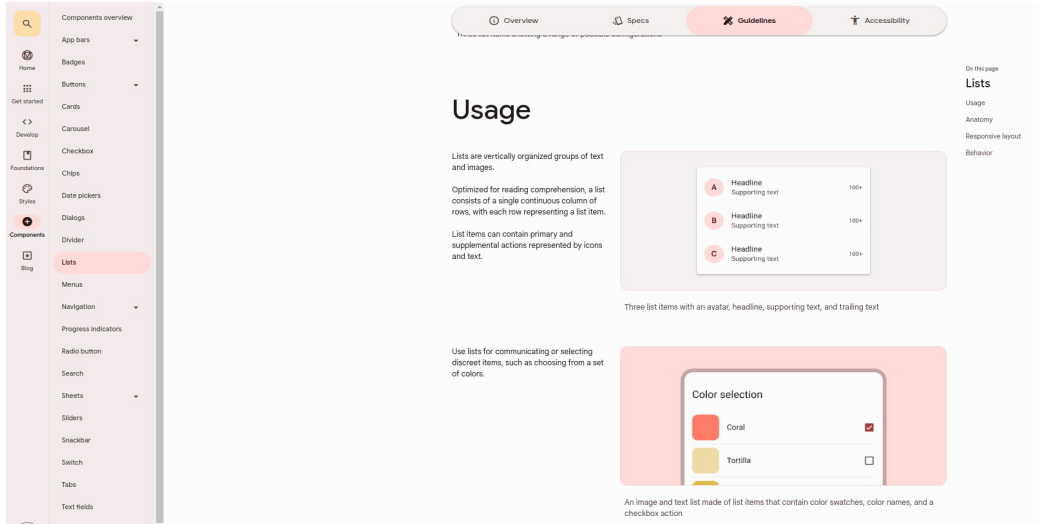 Home
Get started
Develop
Foundations
Styles
Components
Blog
Components overview
App bars
Badges
Buttons
Cards
Carousel
Checkbox
Chips
Date pickers
Dialogs
Divider
Lists
Menus
Navigation
Progress indicators
Radio button
Search
Sheets
Sliders
Snackbar
Switch
Tabs
Text fields
Overview
Specs
Guidelines
Accessibility
Three list items showing a range of possible configurations
Usage
Lists are vertically organized groups of text
and images.
Optimized for reading comprehension, a list
consists of a single continuous column of
rows, with each row representing a list item.
List items can contain primary and
supplemental actions represented by icons
and text.
A
Headline
Supporting text
100+
B
Headline
Supporting text
100+
C
Headline
Supporting text
100+
Three list items with an avatar, headline, supporting text, and trailing text
Use lists for communicating or selecting
discreet items, such as choosing from a set
of colors.
Color selection
Coral
Tortilla
An image and text list made of list items that contain color swatches, color names, and a
checkbox action
On this page
Lists
Usage
Anatomy
Responsive layout
Behavior